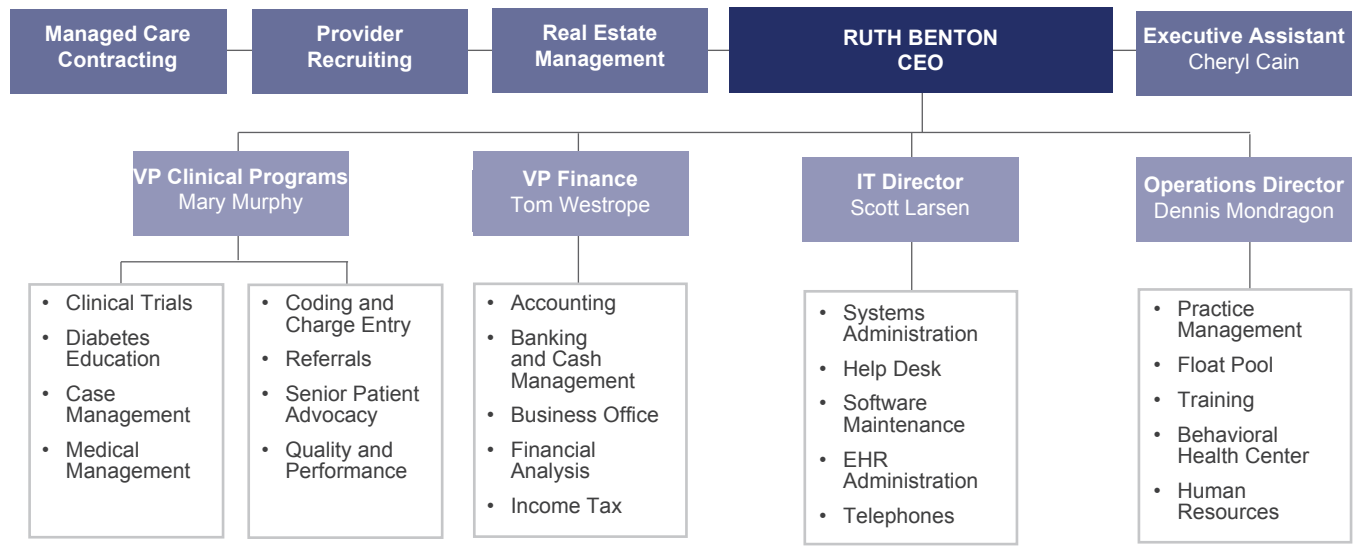 Managed Care
Contracting
Provider
Recruiting
Real Estate
Management
RUTH BENTON
CEO
Executive Assistant
Cheryl Cain
VP Clinical Programs
Mary Murphy
VP Finance
Tom Westrope
IT Director
Scott Larsen
Operations Director
Dennis Mondragon
• Clinical Trials
• Diabetes
Education
• Case
Management
• Medical
Management
• Coding and
Charge Entry
• Referrals
• Senior Patient
Advocacy
• Quality and
Performance
• Accounting
• Banking
and Cash
Management
• Business Office
• Financial
Analysis
• Income Tax
• Systems
Administration
• Help Desk
• Software
Maintenance
• EHR
Administration
• Telephones
• Practice
Management
• Float Pool
• Training
• Behavioral
Health Center
• Human
Resources